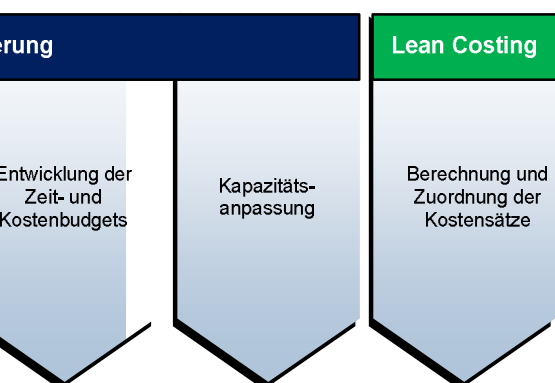 erung
Lean Costing
Entwicklung der
Zeit- und
Kostenbudgets
Kapazitäts-
anpassung
Berechnung und
Zuordnung der
Kostensätze